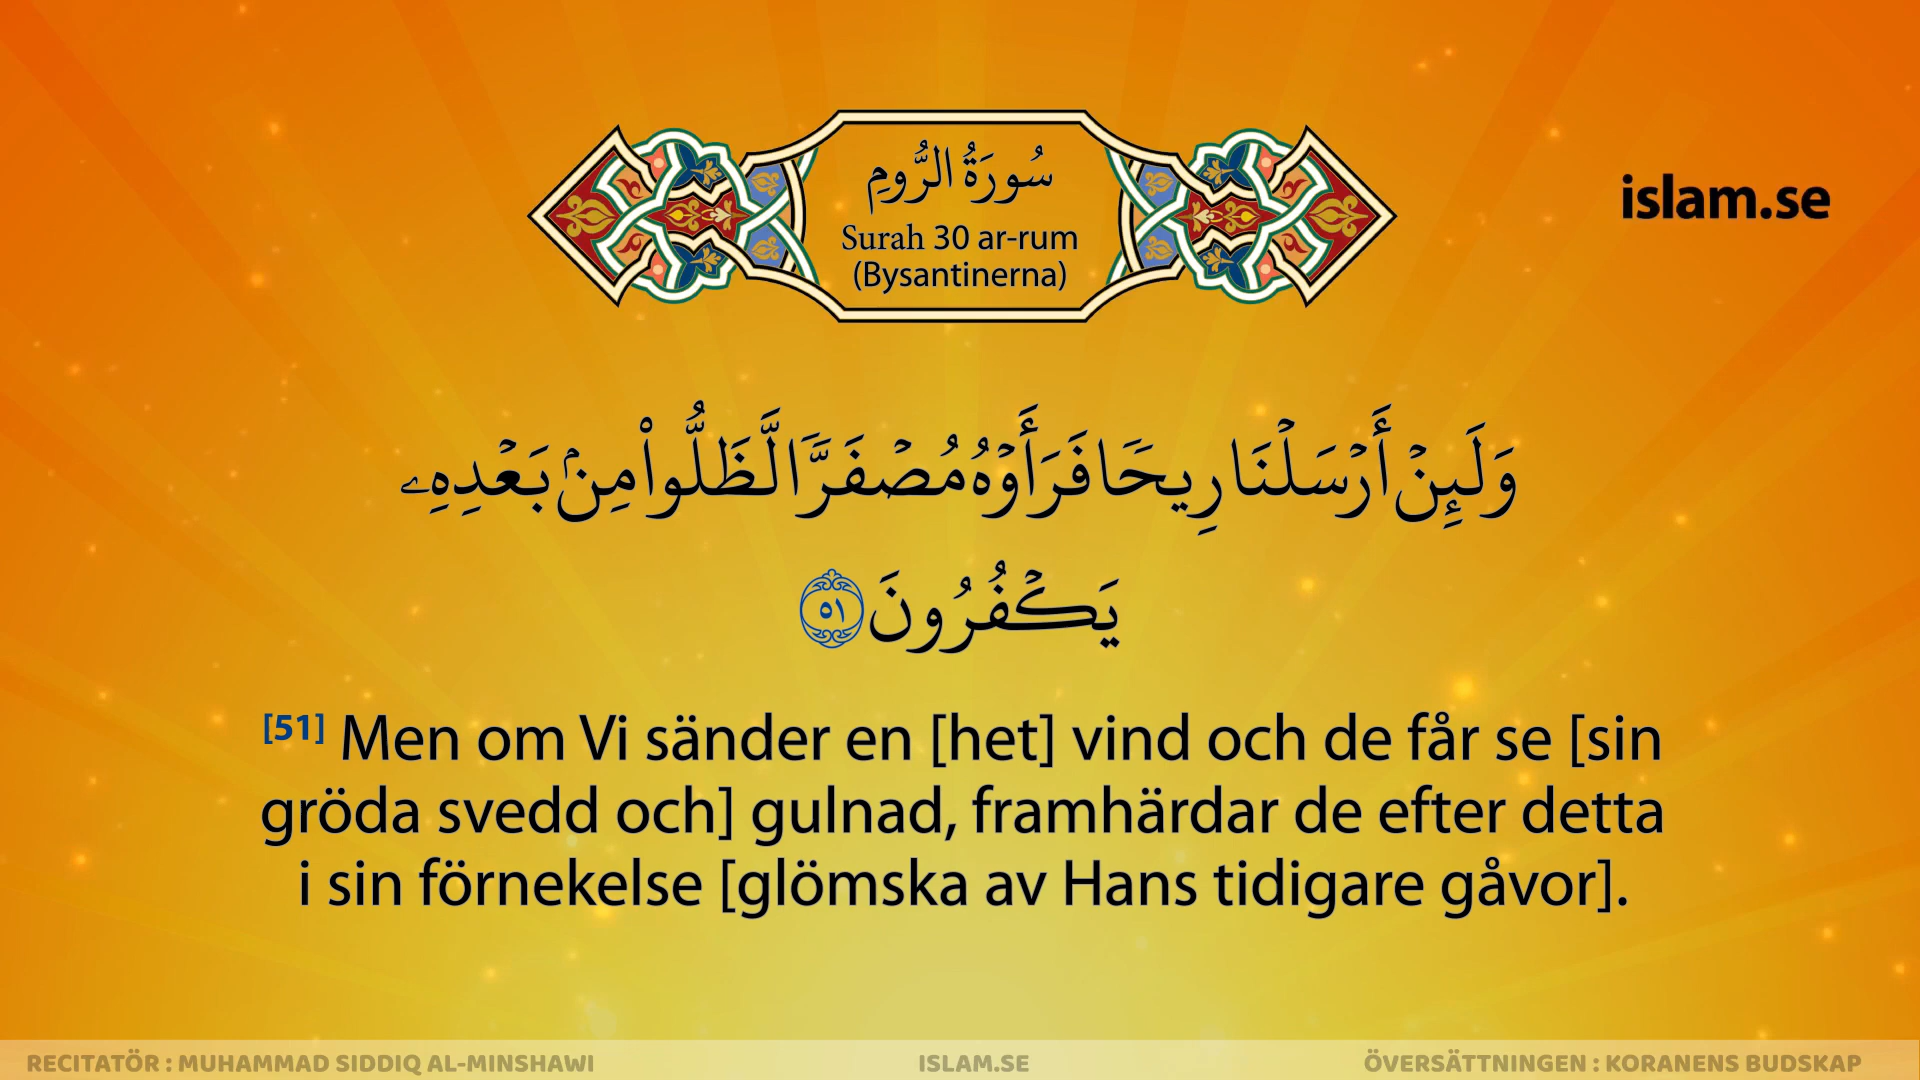 سُورَةُ الرُّومِ
Surah 30 ar-rum
(Bysantinerna)
islam.se
وَلَئِنۡ أَرۡسَلۡنَا رِيحٗا فَرَأَوۡهُ مُصۡفَرّٗا لَّظَلُّواْ مِنۢ بَعۡدِهِۦ
يَكۡفُرُونَ ٥١
[51] Men om Vi sänder en [het] vind och de får se [sin
gröda svedd och] gulnad, framhärdar de efter detta
i sin förnekelse [glömska av Hans tidigare gåvor].
RECITATÖR : MUHAMMAD SIDDIQ AL-MINSHAWI
ISLAM.SE
ÖVERSÄTTNINGEN : KORANENS BUDSKAP